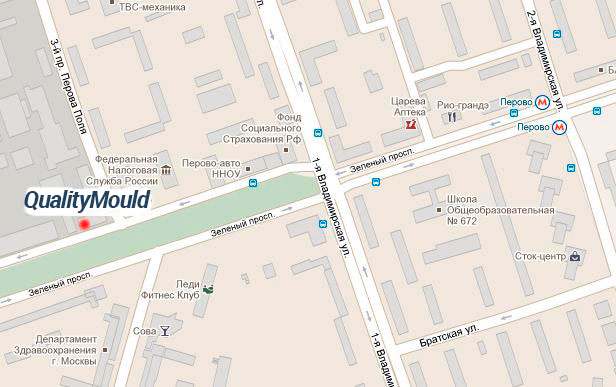 ТВС-механика
3-й пр. Перова Поля
2-я Владимирская ул.
Царева
Аптека
Рио-грандэ
Перово
Перово
Фонд
Социального
Страхования Рф
Федеральная
Налоговая
Служба России
Перово-авто
ННОУ
1-я Владимирская ул.
Зеленый просп.
QualityMould
Школа
Общеобразовательная
№ 672
Зеленый просп.
Сток-центр
Зеленый просп.
Леди
Фитнес Клуб
Сова
Департамент
Здравоохранения
г. Москвы
1-я Владимирская
Братская ул.